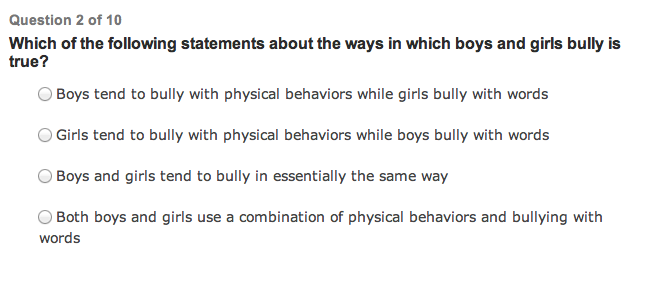 Question 2 of 10
Which of the following statements about the ways in which boys and girls bully is
true?
Boys tend to bully with physical behaviors while girls bully with words
Girls tend to bully with physical behaviors while boys bully with words
Boys and girls tend to bully in essentially the same way
Both boys and girls use a combination of physical behaviors and bullying with
words